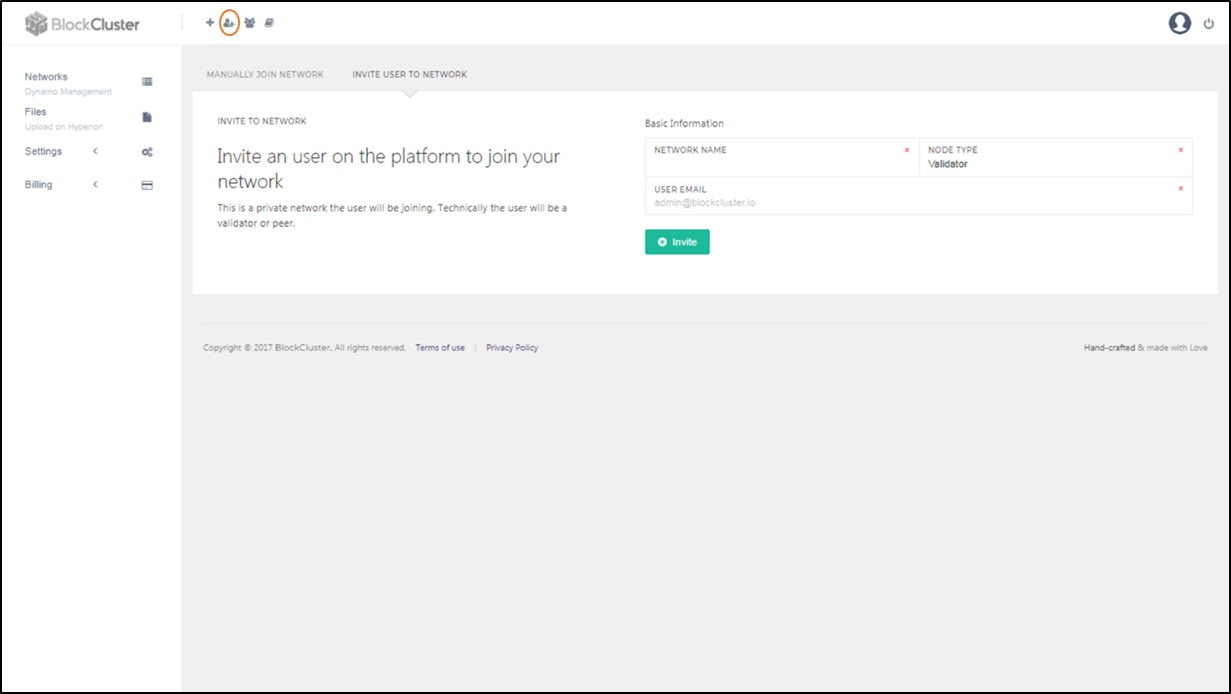 BlockCluster
Networks
Dynamo Management
Files
Upload on Hyperion
Settings
Billing
MANUALLY JOIN NETWORK
INVITE USER TO NETWORK
INVITE TO NETWORK
Invite an user on the platform to join your
network
This is a private network the user will be joining. Technically the user will be a
validator or peer.
Basic Information
NETWORK NAME *
NODE TYPE *
Validator
USER EMAIL *
admin@blockcluster.io
Invite
Copyright © 2017 BlockCluster. All rights reserved. Terms of use | Privacy Policy
Hand-crafted & made with Love